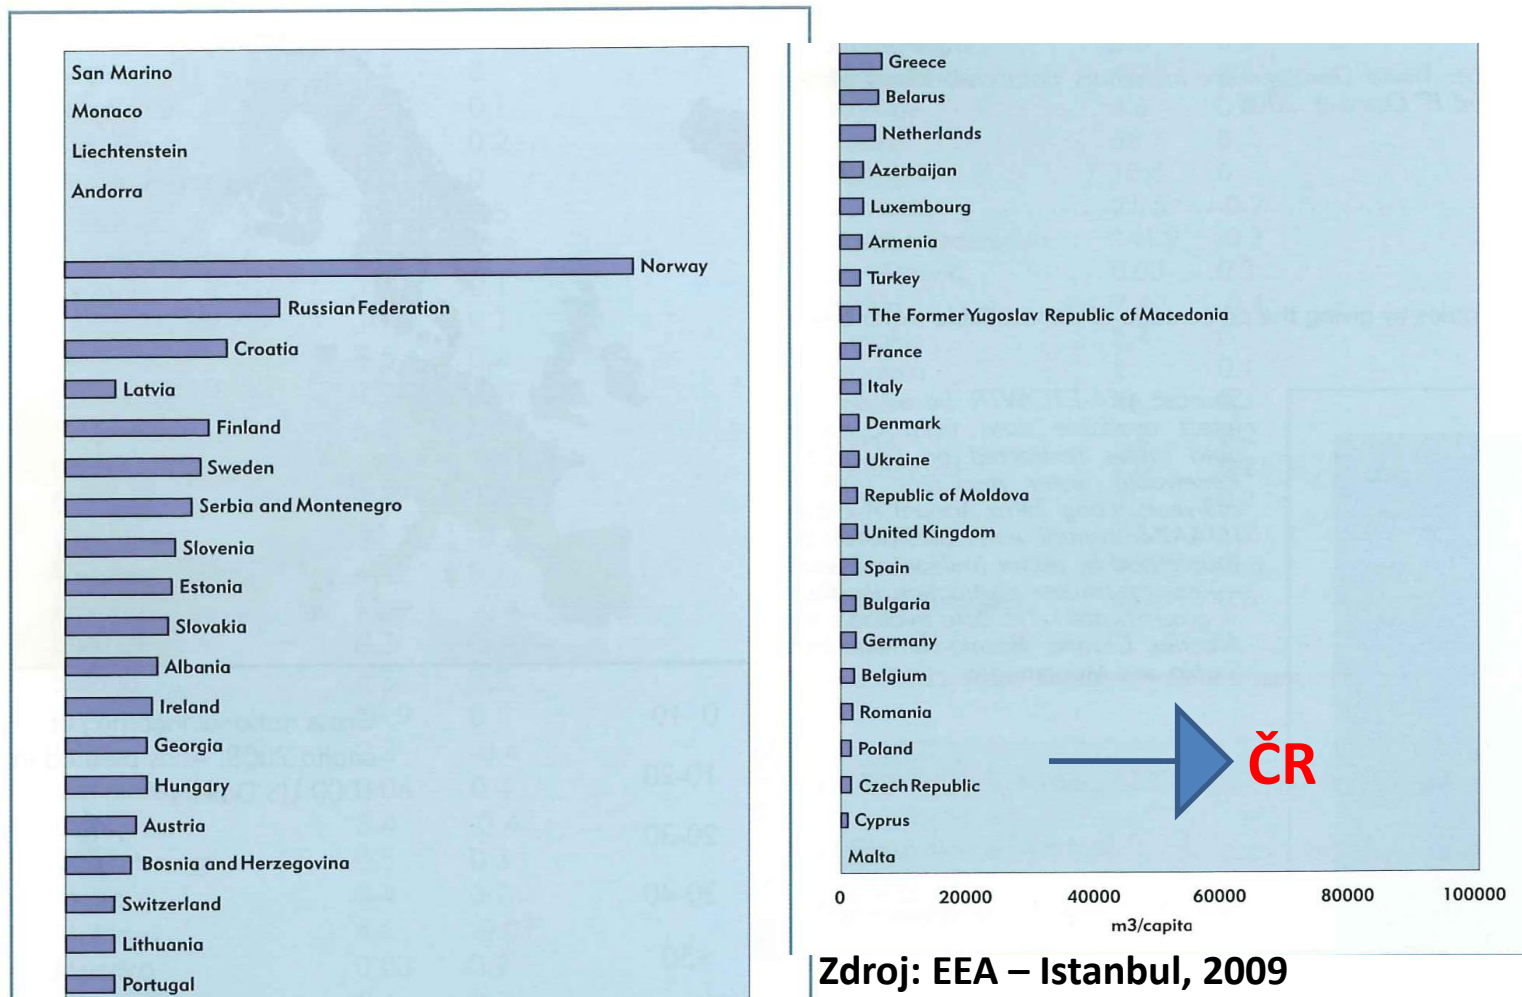 San Marino
Monaco
Liechtenstein
Andorra
Norway
Russian Federation
Croatia
Latvia
Finland
Sweden
Serbia and Montenegro
Slovenia
Estonia
Slovakia
Albania
Ireland
Georgia
Hungary
Austria
Bosnia and Herzegovina
Switzerland
Lithuania
Portugal
Greece
Belarus
Netherlands
Azerbaijan
Luxembourg
Armenia
Turkey
The Former Yugoslav Republic of Macedonia
France
Italy
Denmark
Ukraine
Republic of Moldova
United Kingdom
Spain
Bulgaria
Germany
Belgium
Romania
Poland
Czech Republic
Cyprus
Malta
0 20000 40000 60000 80000 100000
m3/capita
ČR
Zdroj: EEA – Istanbul, 2009